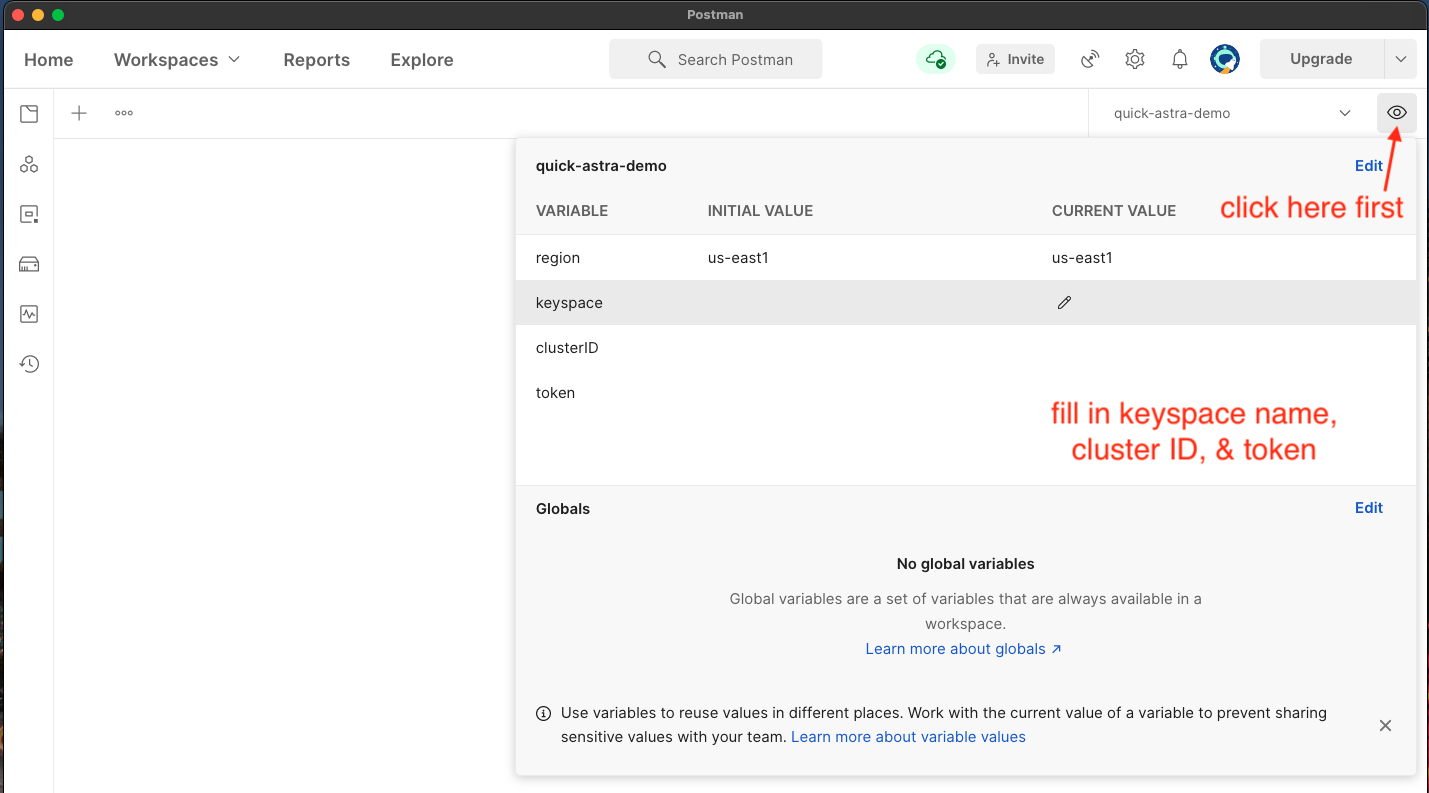 Postman
Home Workspaces Reports Explore Search Postman Invite Upgrade
quick-astra-demo
quick-astra-demo Edit
click here first
VARIABLE INITIAL VALUE CURRENT VALUE
region us-east1 us-east1
keyspace
clusterID
token
fill in keyspace name,
cluster ID, & token
Globals Edit
No global variables
Global variables are a set of variables that are always available in a
workspace.
Learn more about globals ↗
Use variables to reuse values in different places. Work with the current value of a variable to prevent sharing
sensitive values with your team. Learn more about variable values